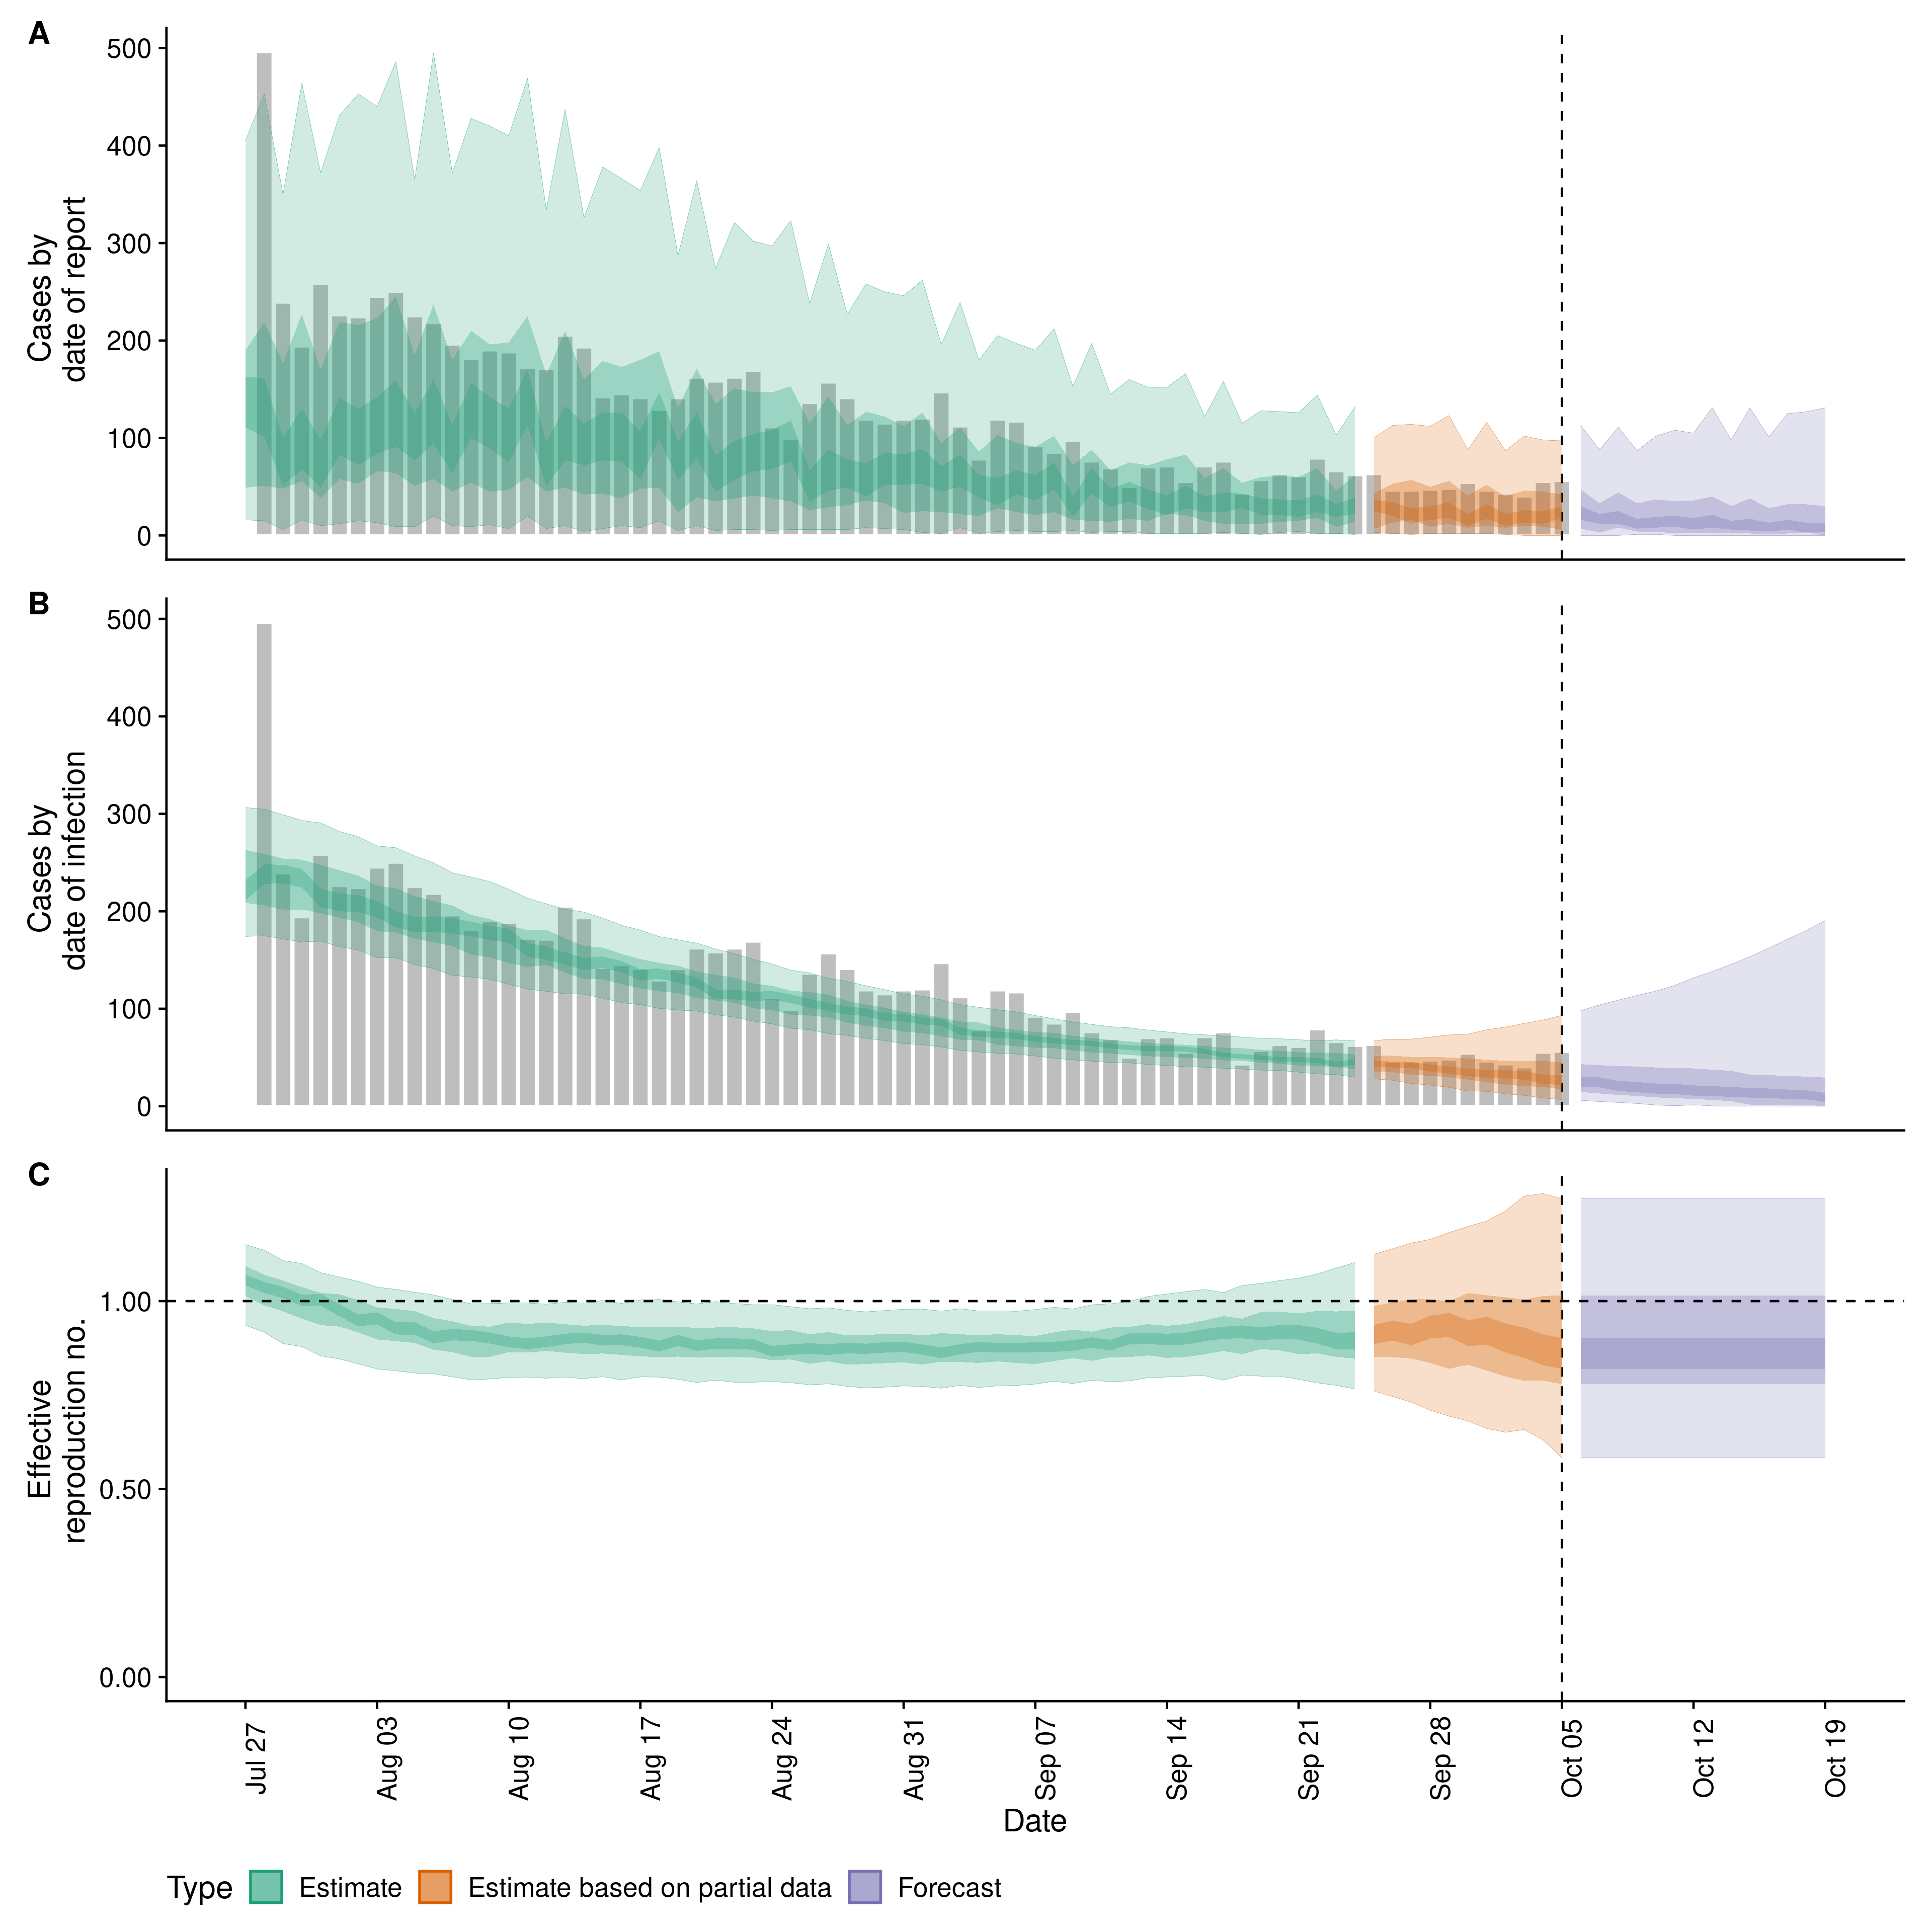 A
500
400
300
200
100
0
Cases by
date of report
B
500
400
300
200
100
0
Cases by
date of infection
C
1.00
0.50
0.00
Effective
reproduction no.
Jul 27
Aug 03
Aug 10
Aug 17
Aug 24
Aug 31
Sep 07
Sep 14
Sep 21
Sep 28
Oct 05
Oct 12
Oct 19
Date
Type Estimate Estimate based on partial data Forecast